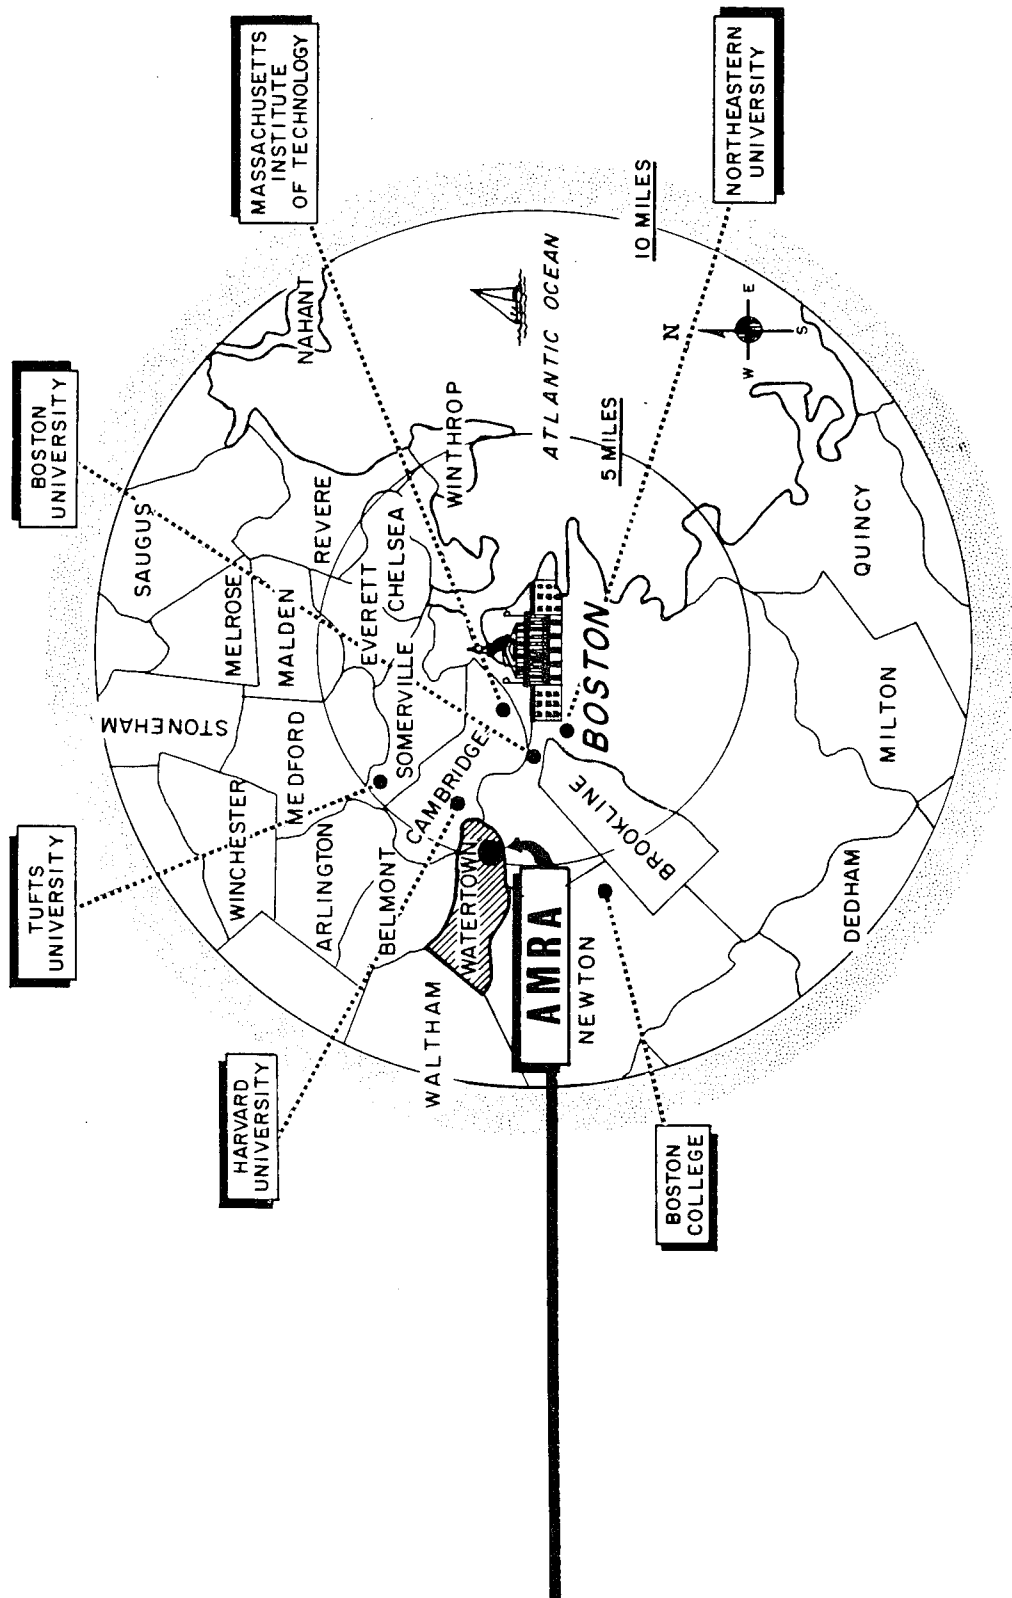 MASSACHUSETTS
INSTITUTE
OF TECHNOLOGY
NORTHEASTERN
UNIVERSITY
BOSTON
UNIVERSITY
TUFTS
UNIVERSITY
HARVARD
UNIVERSITY
BOSTON
COLLEGE
NAHANT
SAUGUS
REVERE
WINTHROP
ATLANTIC OCEAN
10 MILES
5 MILES
N
W
E
S
MELROSE
MALDEN
EVERETT
CHELSEA
STONEHAM
MEDFORD
SOMERVILLE
WINCHESTER
ARLINGTON
BELMONT
CAMBRIDGE
WATERTOWN
WALTHAM
AMRA
NEWTON
BROOKLINE
BOSTON
QUINCY
MILTON
DEDHAM